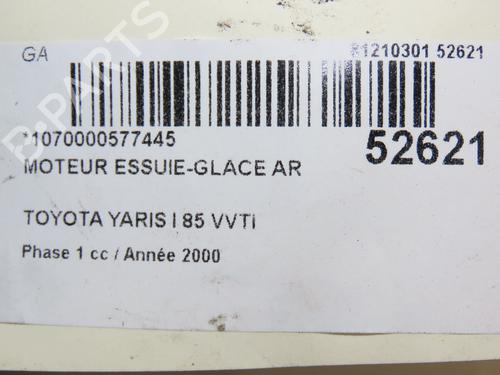 GA
R1210301 52621
*1070000577445
52621
MOTEUR ESSUIE-GLACE AR
TOYOTA YARIS I 85 VVTI
Phase 1 cc / Année 2000
B-PARTS